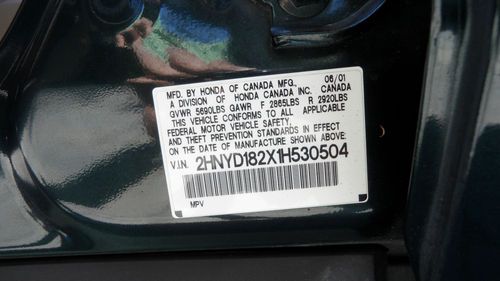 MFD. BY HONDA OF CANADA MFG. 06/01
A DIVISION OF HONDA CANADA INC. CANADA
GVWR 5690LBS GAWR F 2865LBS R 2920LBS
THIS VEHICLE CONFORMS TO ALL APPLICABLE
FEDERAL MOTOR VEHICLE SAFETY
STANDARDS IN EFFECT AND
ON THE DATE OF MANUFACTURE SHOWN ABOVE:
V.I.N. 2HNYD182X1H530504
MPV